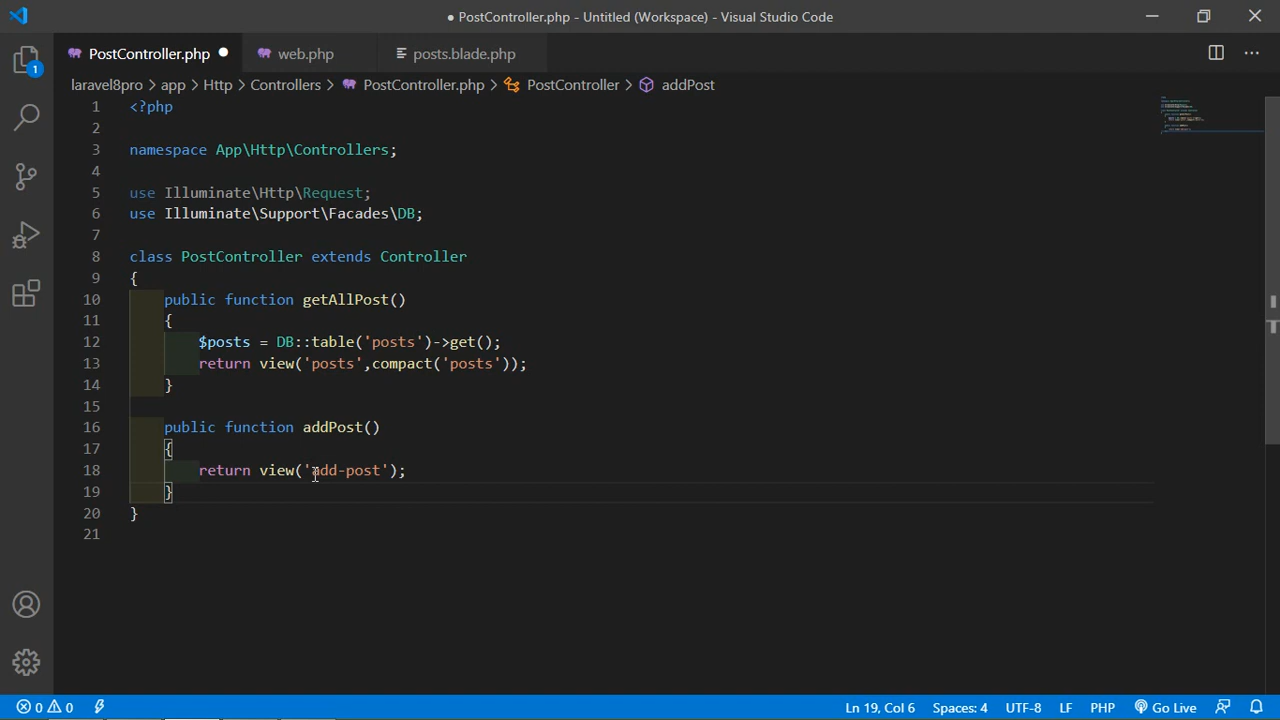 ● PostController.php - Untitled (Workspace) - Visual Studio Code
PostController.php ● web.php posts.blade.php
laravel8pro > app > Http > Controllers > PostController.php > PostController > addPost
1 <?php
2
3 namespace App\Http\Controllers;
4
5 use Illuminate\Http\Request;
6 use Illuminate\Support\Facades\DB;
7
8 class PostController extends Controller
9 {
10 public function getAllPost()
11 {
12 $posts = DB::table('posts')->get();
13 return view('posts',compact('posts'));
14 }
15
16 public function addPost()
17 {
18 return view('add-post');
19 }
20 }
21
1
0 0 Ln 19, Col 6 Spaces: 4 UTF-8 LF PHP Go Live